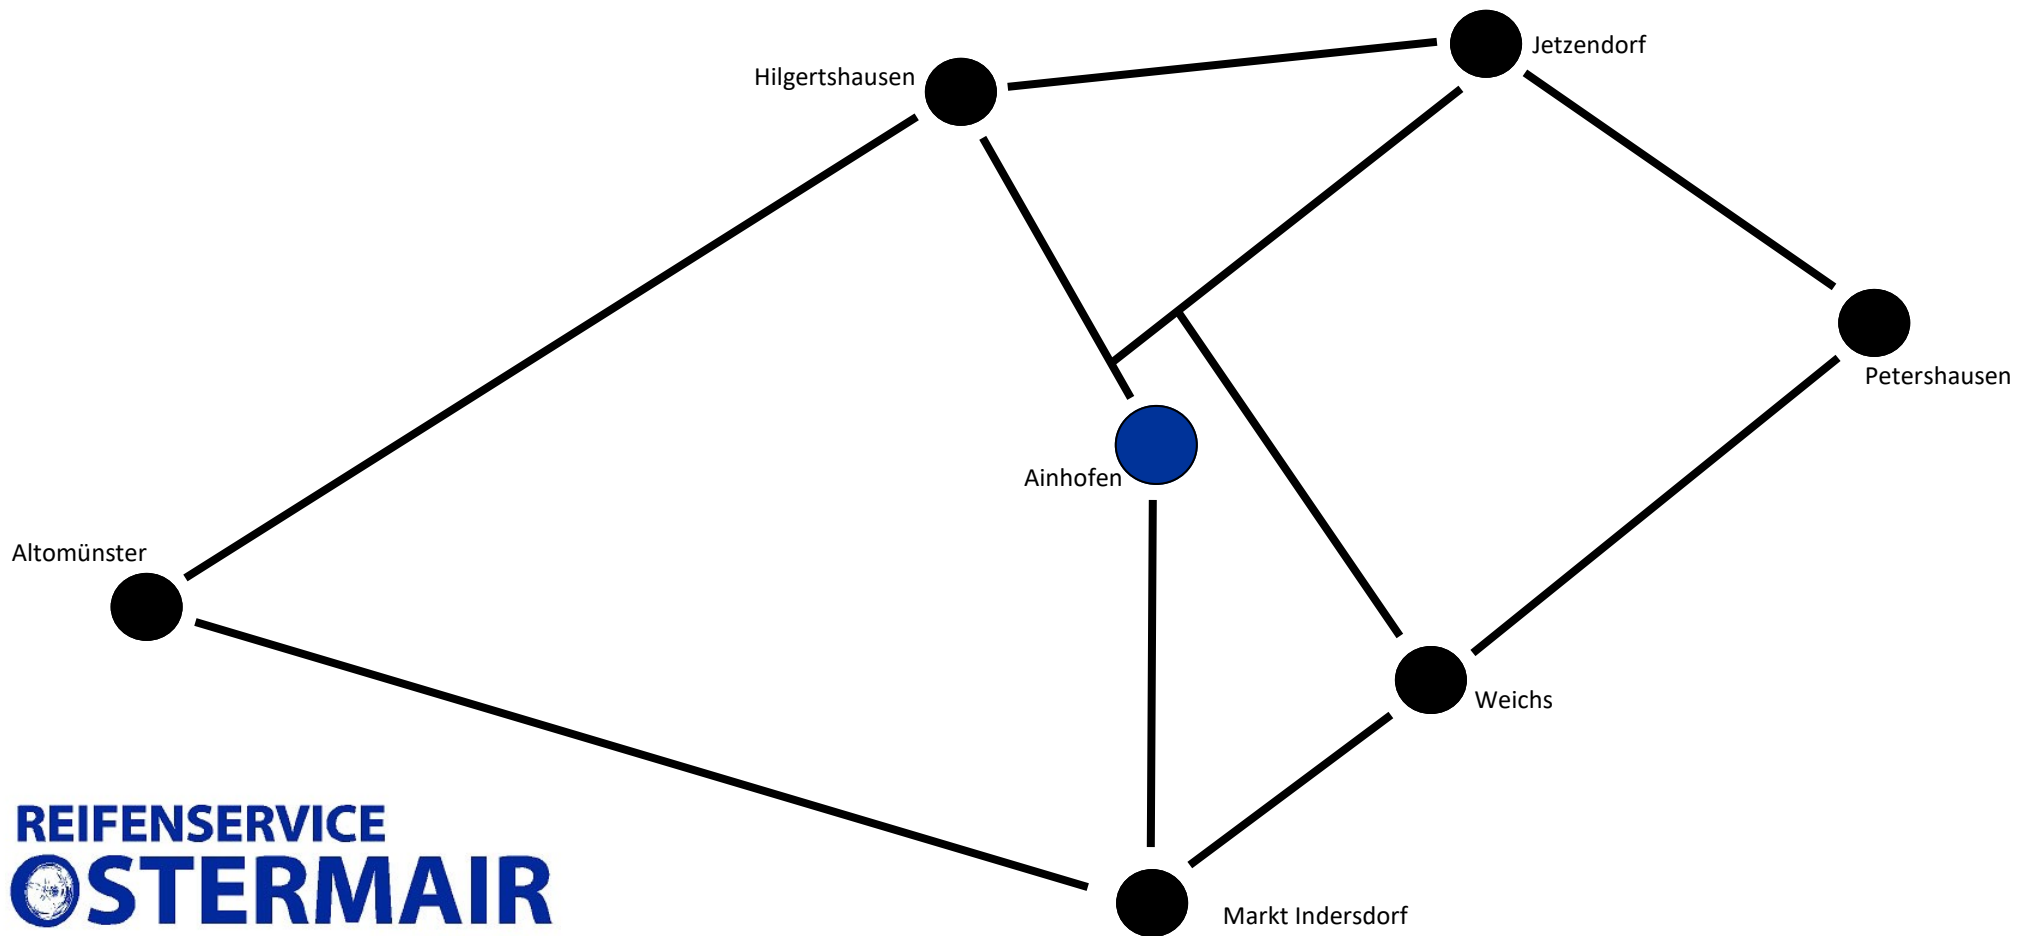 Jetzendorf
Hilgertshausen
Petershausen
Ainhofen
Altomünster
Weichs
REIFENSERVICE
OSTERMAIR
Markt Indersdorf